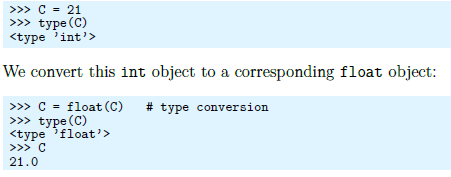 >>> C = 21
>>> type(C)
<type ’int’>
We convert this int object to a corresponding float object:
>>> C = float(C)   # type conversion
>>> type(C)
<type ’float’>
>>> C
21.0